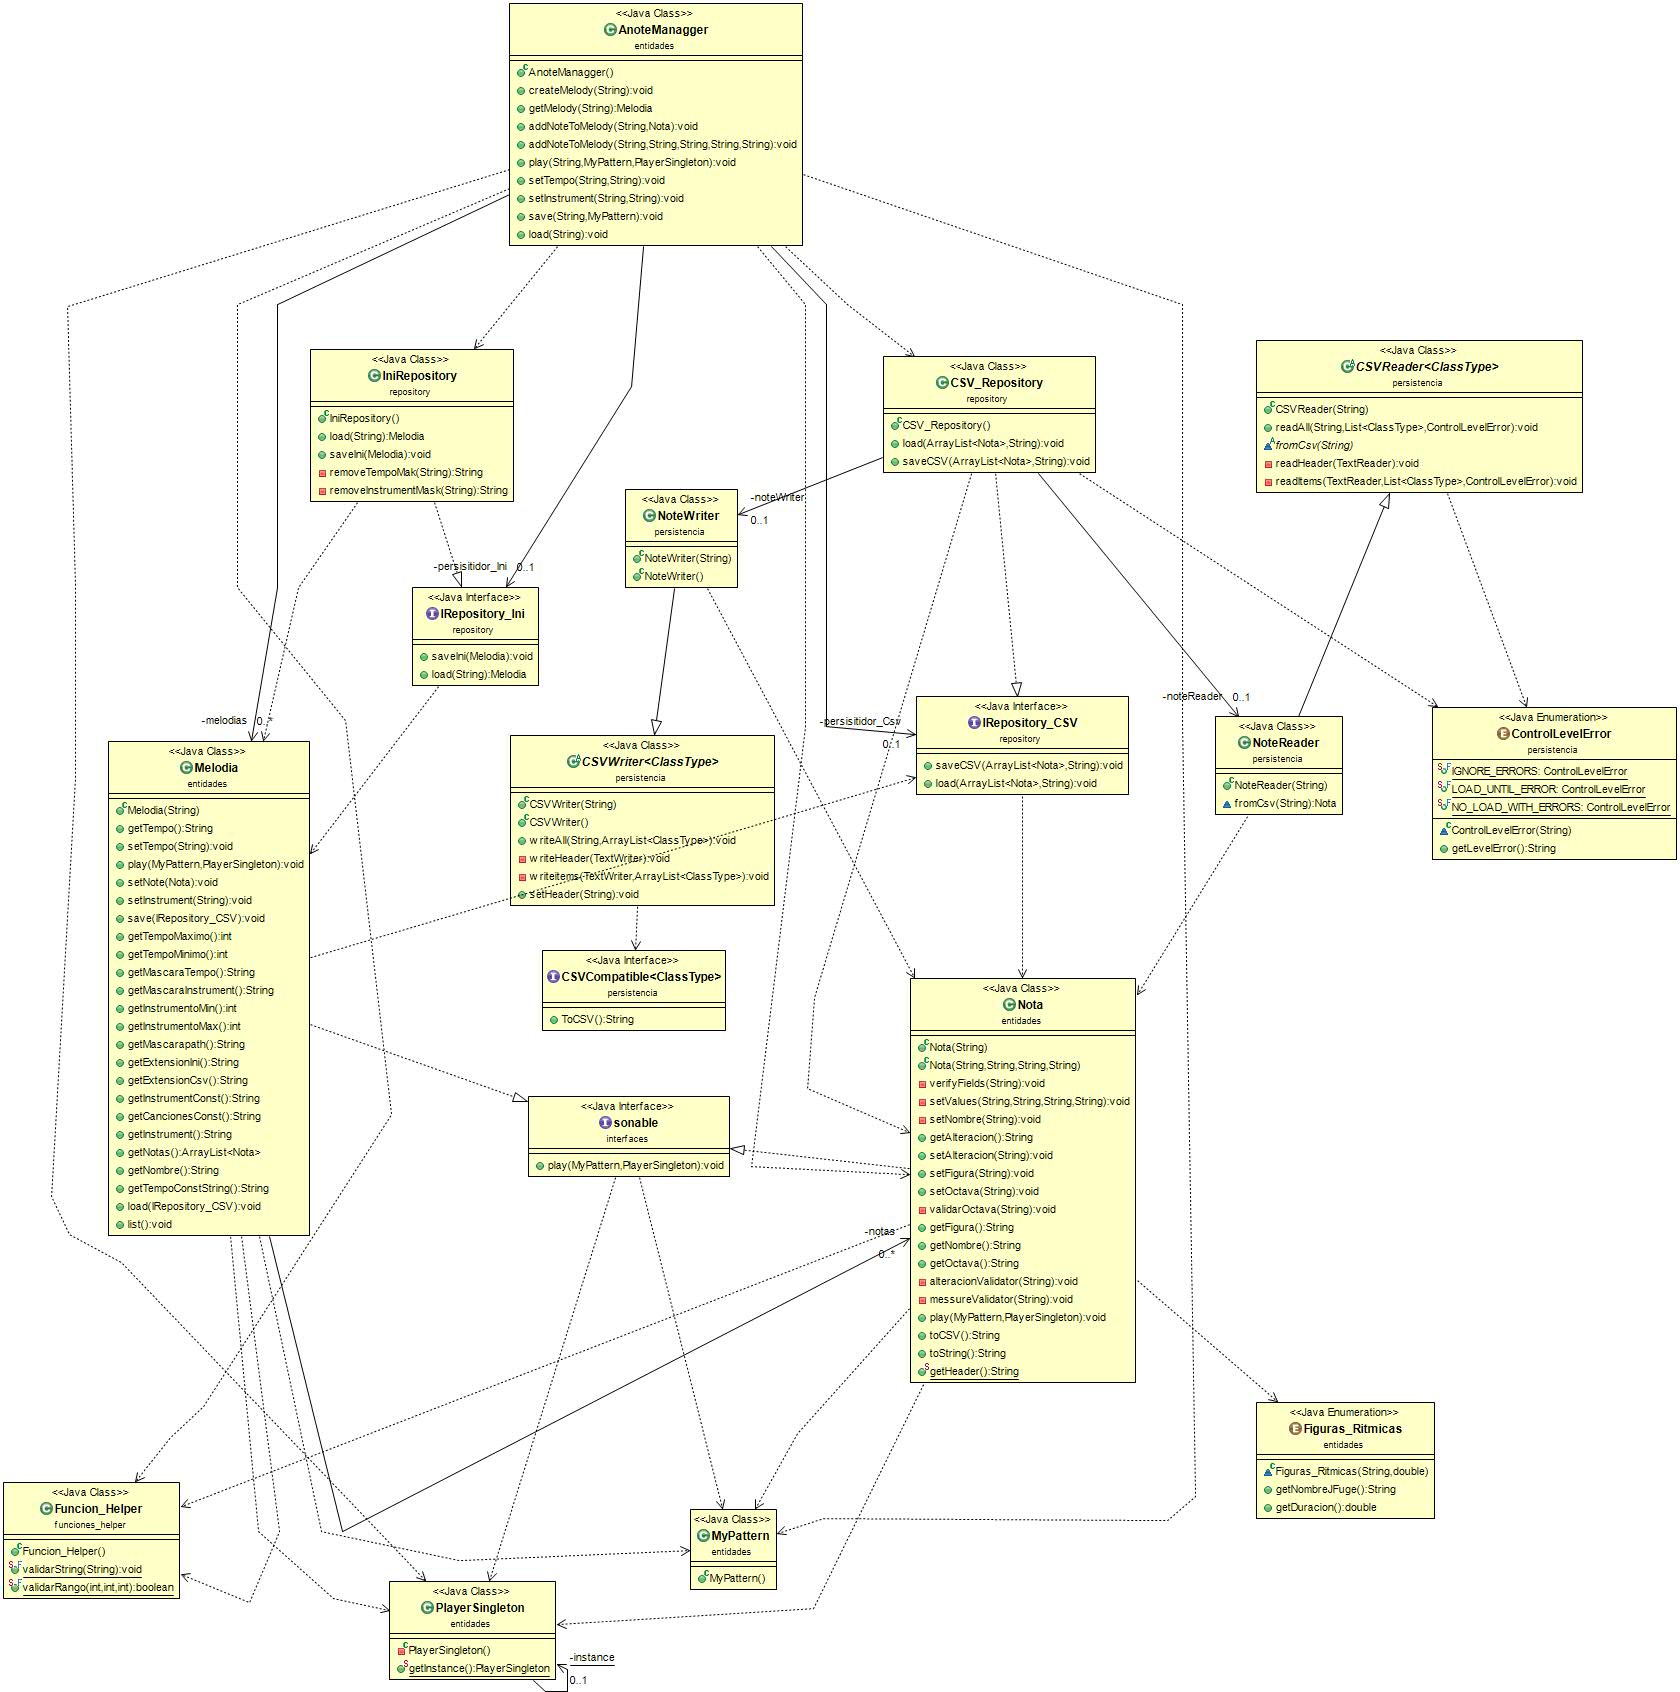 <<Java Class>>
AnoteManagger
entidades
AnoteManagger()
createMelody(String):void
getMelody(String):Melodia
addNoteToMelody(String,Nota):void
addNoteToMelody(String,String,String,String,String):void
play(String,MyPattern,PlayerSingleton):void
setTempo(String,String):void
setInstrument(String,String):void
save(String,MyPattern):void
load(String):void
<<Java Class>>
IniRepository
repository
IniRepository()
load(String):Melodia
saveIni(Melodia):void
removeTempoMak(String):String
removeInstrumentMask(String):String
<<Java Class>>
CSV_Repository
repository
CSV_Repository()
load(ArrayList<Nota>,String):void
saveCSV(ArrayList<Nota>,String):void
<<Java Class>>
CSVReader<ClassType>
persistencia
CSVReader(String)
readAll(String,List<ClassType>,ControlLevelError):void
fromCsv(String)
readHeader(TextReader):void
readItems(TextReader,List<ClassType>,ControlLevelError):void
-noteWriter
0..1
<<Java Class>>
NoteWriter
persistencia
NoteWriter(String)
NoteWriter()
-persisitidor_Ini 0..1
<<Java Interface>>
IRepository_Ini
repository
saveIni(Melodia):void
load(String):Melodia
-melodias 0..*
<<Java Class>>
Melodia
entidades
Melodia(String)
getTempo():String
setTempo(String):void
play(MyPattern,PlayerSingleton):void
setNote(Nota):void
setInstrument(String):void
save(IRepository_CSV):void
getTempoMaximo():int
getTempoMinimo():int
getMascaraTempo():String
getMascaraInstrument():String
getInstrumentoMin():int
getInstrumentoMax():int
getMascarapath():String
getExtensionIni():String
getExtensionCsv():String
getInstrumentConst():String
getCancionesConst():String
getInstrument():String
getNotas():ArrayList<Nota>
getNombre():String
getTempoConstString():String
load(IRepository_CSV):void
list():void
<<Java Class>>
CSVWriter<ClassType>
persistencia
CSVWriter(String)
CSVWriter()
writeAll(String,ArrayList<ClassType>):void
writeHeader(TextWriter):void
writeitems(TextWriter,ArrayList<ClassType>):void
setHeader(String):void
-persisitidor_Csv
0..1
<<Java Interface>>
IRepository_CSV
repository
saveCSV(ArrayList<Nota>,String):void
load(ArrayList<Nota>,String):void
-noteReader 0..1
<<Java Class>>
NoteReader
persistencia
NoteReader(String)
fromCsv(String):Nota
<<Java Enumeration>>
ControlLevelError
persistencia
IGNORE_ERRORS: ControlLevelError
LOAD_UNTIL_ERROR: ControlLevelError
NO_LOAD_WITH_ERRORS: ControlLevelError
ControlLevelError(String)
getLevelError():String
<<Java Interface>>
CSVCompatible<ClassType>
persistencia
ToCSV():String
<<Java Class>>
Nota
entidades
Nota(String)
Nota(String,String,String,String)
verifyFields(String):void
setValues(String,String,String,String):void
setNombre(String):void
getAlteracion():String
setAlteracion(String):void
setFigura(String):void
setOctava(String):void
validarOctava(String):void
getFigura():String
getNombre():String
getOctava():String
alteracionValidator(String):void
messureValidator(String):void
play(MyPattern,PlayerSingleton):void
toCSV():String
toString():String
getHeader():String
<<Java Interface>>
sonable
interfaces
play(MyPattern,PlayerSingleton):void
-notas
0..*
<<Java Enumeration>>
Figuras_Ritmicas
entidades
Figuras_Ritmicas(String,double)
getNombreJFuge():String
getDuracion():double
<<Java Class>>
Funcion_Helper
funciones_helper
Funcion_Helper()
validarString(String):void
validarRango(int,int,int):boolean
<<Java Class>>
MyPattern
entidades
MyPattern()
<<Java Class>>
PlayerSingleton
entidades
PlayerSingleton()
getInstance():PlayerSingleton
-instance
0..1